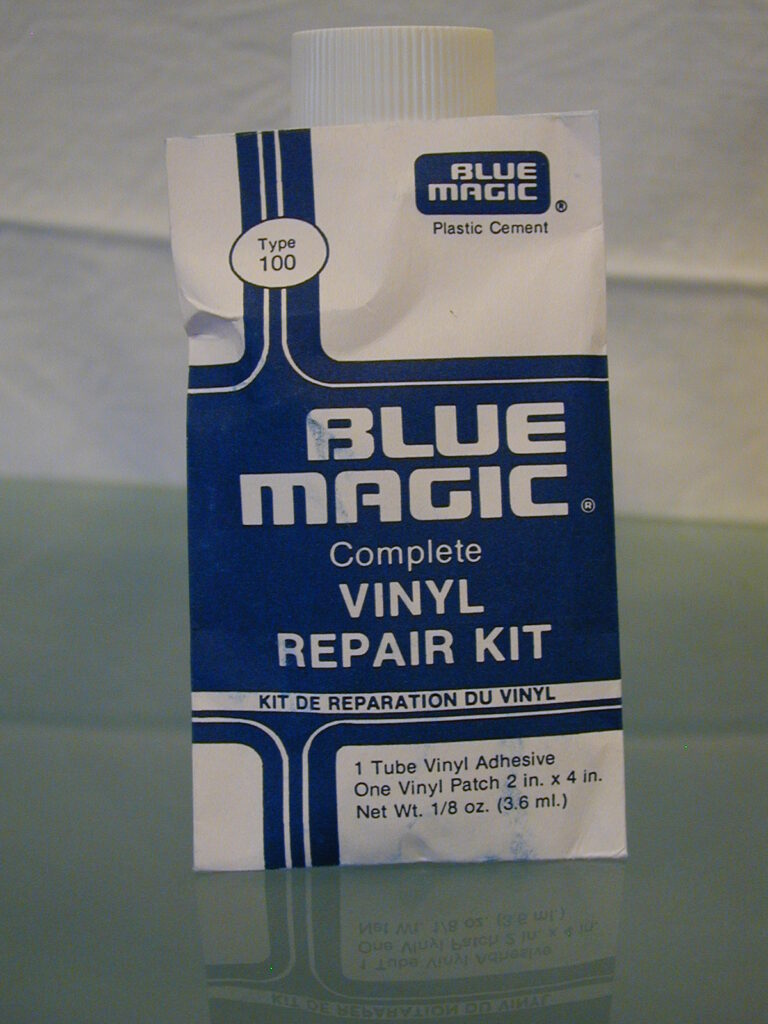 BLUE
MAGIC ®
Plastic Cement
Type
100
BLUE
MAGIC ®
Complete
VINYL
REPAIR KIT
KIT DE REPARATION DU VINYL
1 Tube Vinyl Adhesive
One Vinyl Patch 2 in. x 4 in.
Net Wt. 1/8 oz. (3.6 ml.)